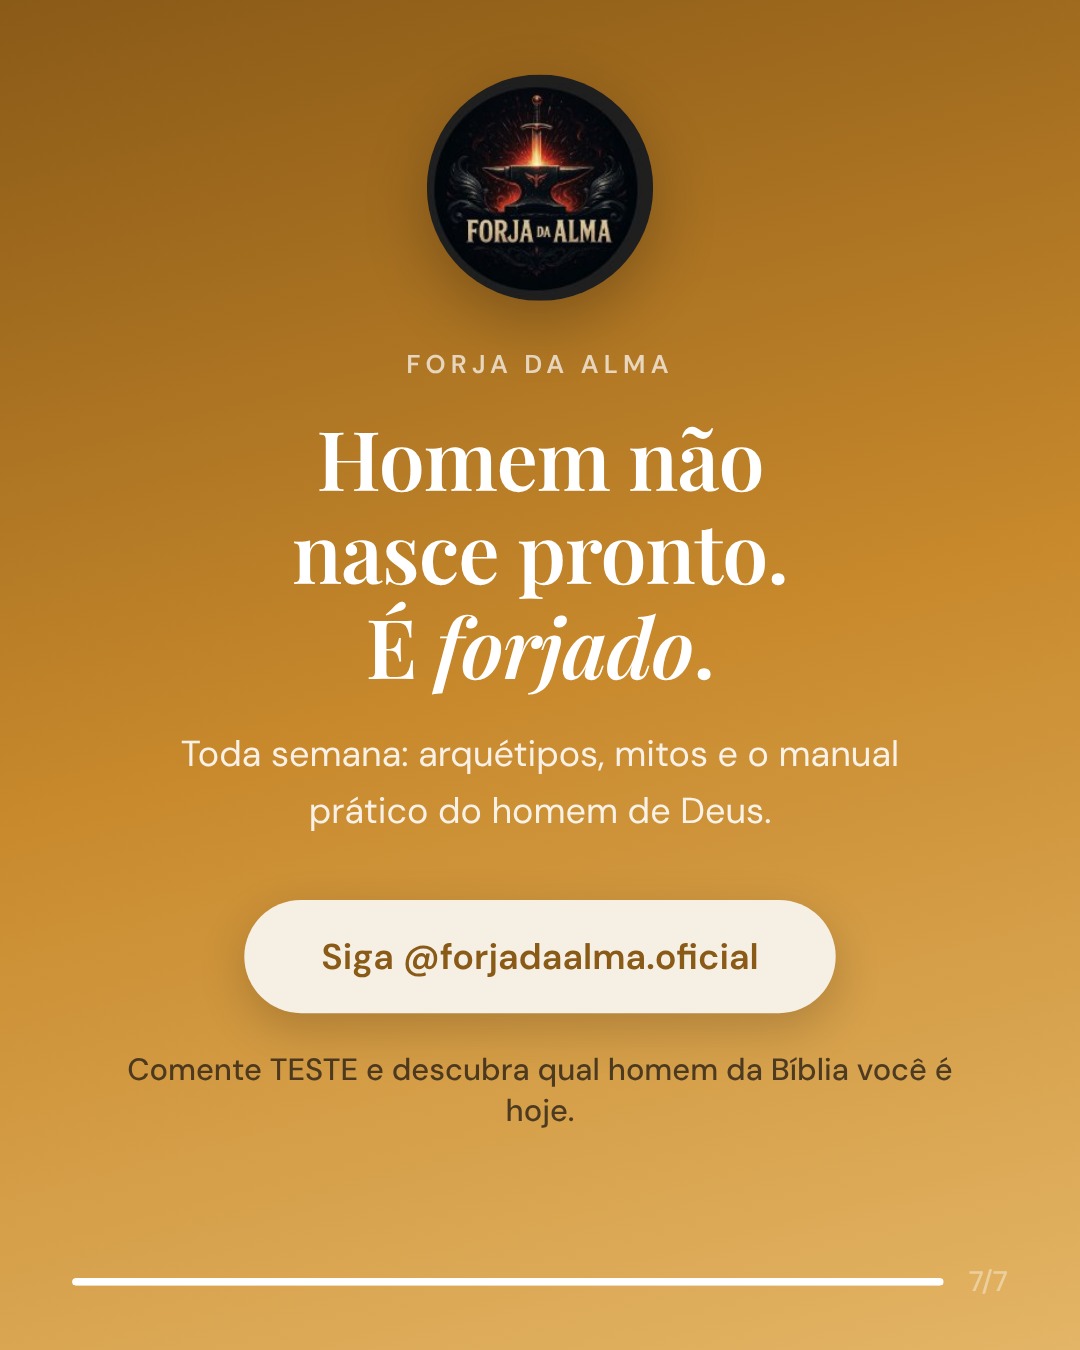 FORJA DA ALMA
FORJA DA ALMA
Homem não
nasce pronto.
É forjado.
Toda semana: arquétipos, mitos e o manual
prático do homem de Deus.
Siga @forjadaalma.oficial
Comente TESTE e descubra qual homem da Bíblia você é
hoje.
7/7